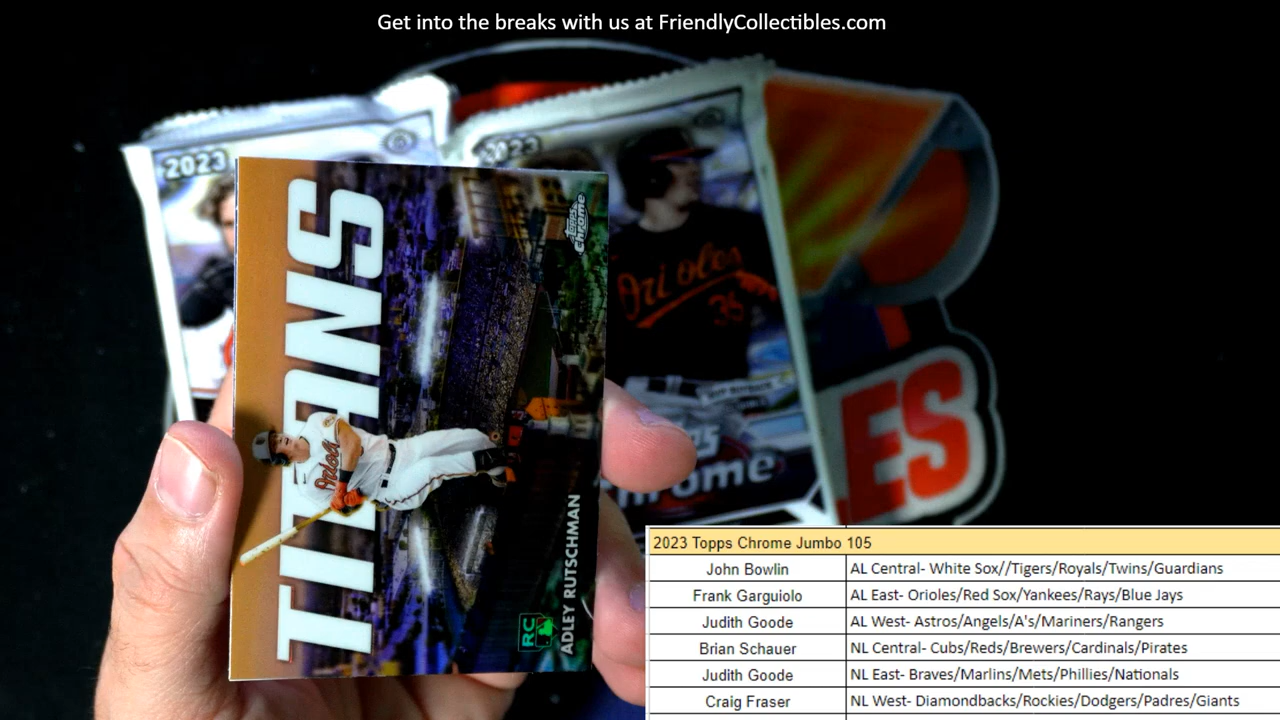 Get into the breaks with us at FriendlyCollectibles.com
2023
2023
Orioles
35
Chrome
ES
TITANS
Topps
Chrome
Orioles
RC
ADLEY RUTSCHMAN
2023 Topps Chrome Jumbo 105
John Bowlin AL Central- White Sox//Tigers/Royals/Twins/Guardians
Frank Garguiolo AL East- Orioles/Red Sox/Yankees/Rays/Blue Jays
Judith Goode AL West- Astros/Angels/A's/Mariners/Rangers
Brian Schauer NL Central- Cubs/Reds/Brewers/Cardinals/Pirates
Judith Goode NL East- Braves/Marlins/Mets/Phillies/Nationals
Craig Fraser NL West- Diamondbacks/Rockies/Dodgers/Padres/Giants